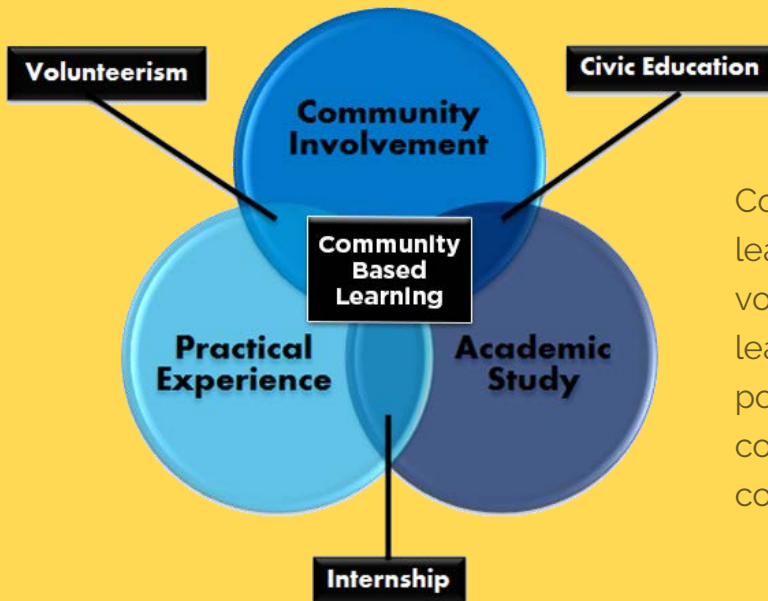 Volunteerism
Civic Education
Community
Involvement
Community
Based
Learning
Practical
Experience
Academic
Study
Internship